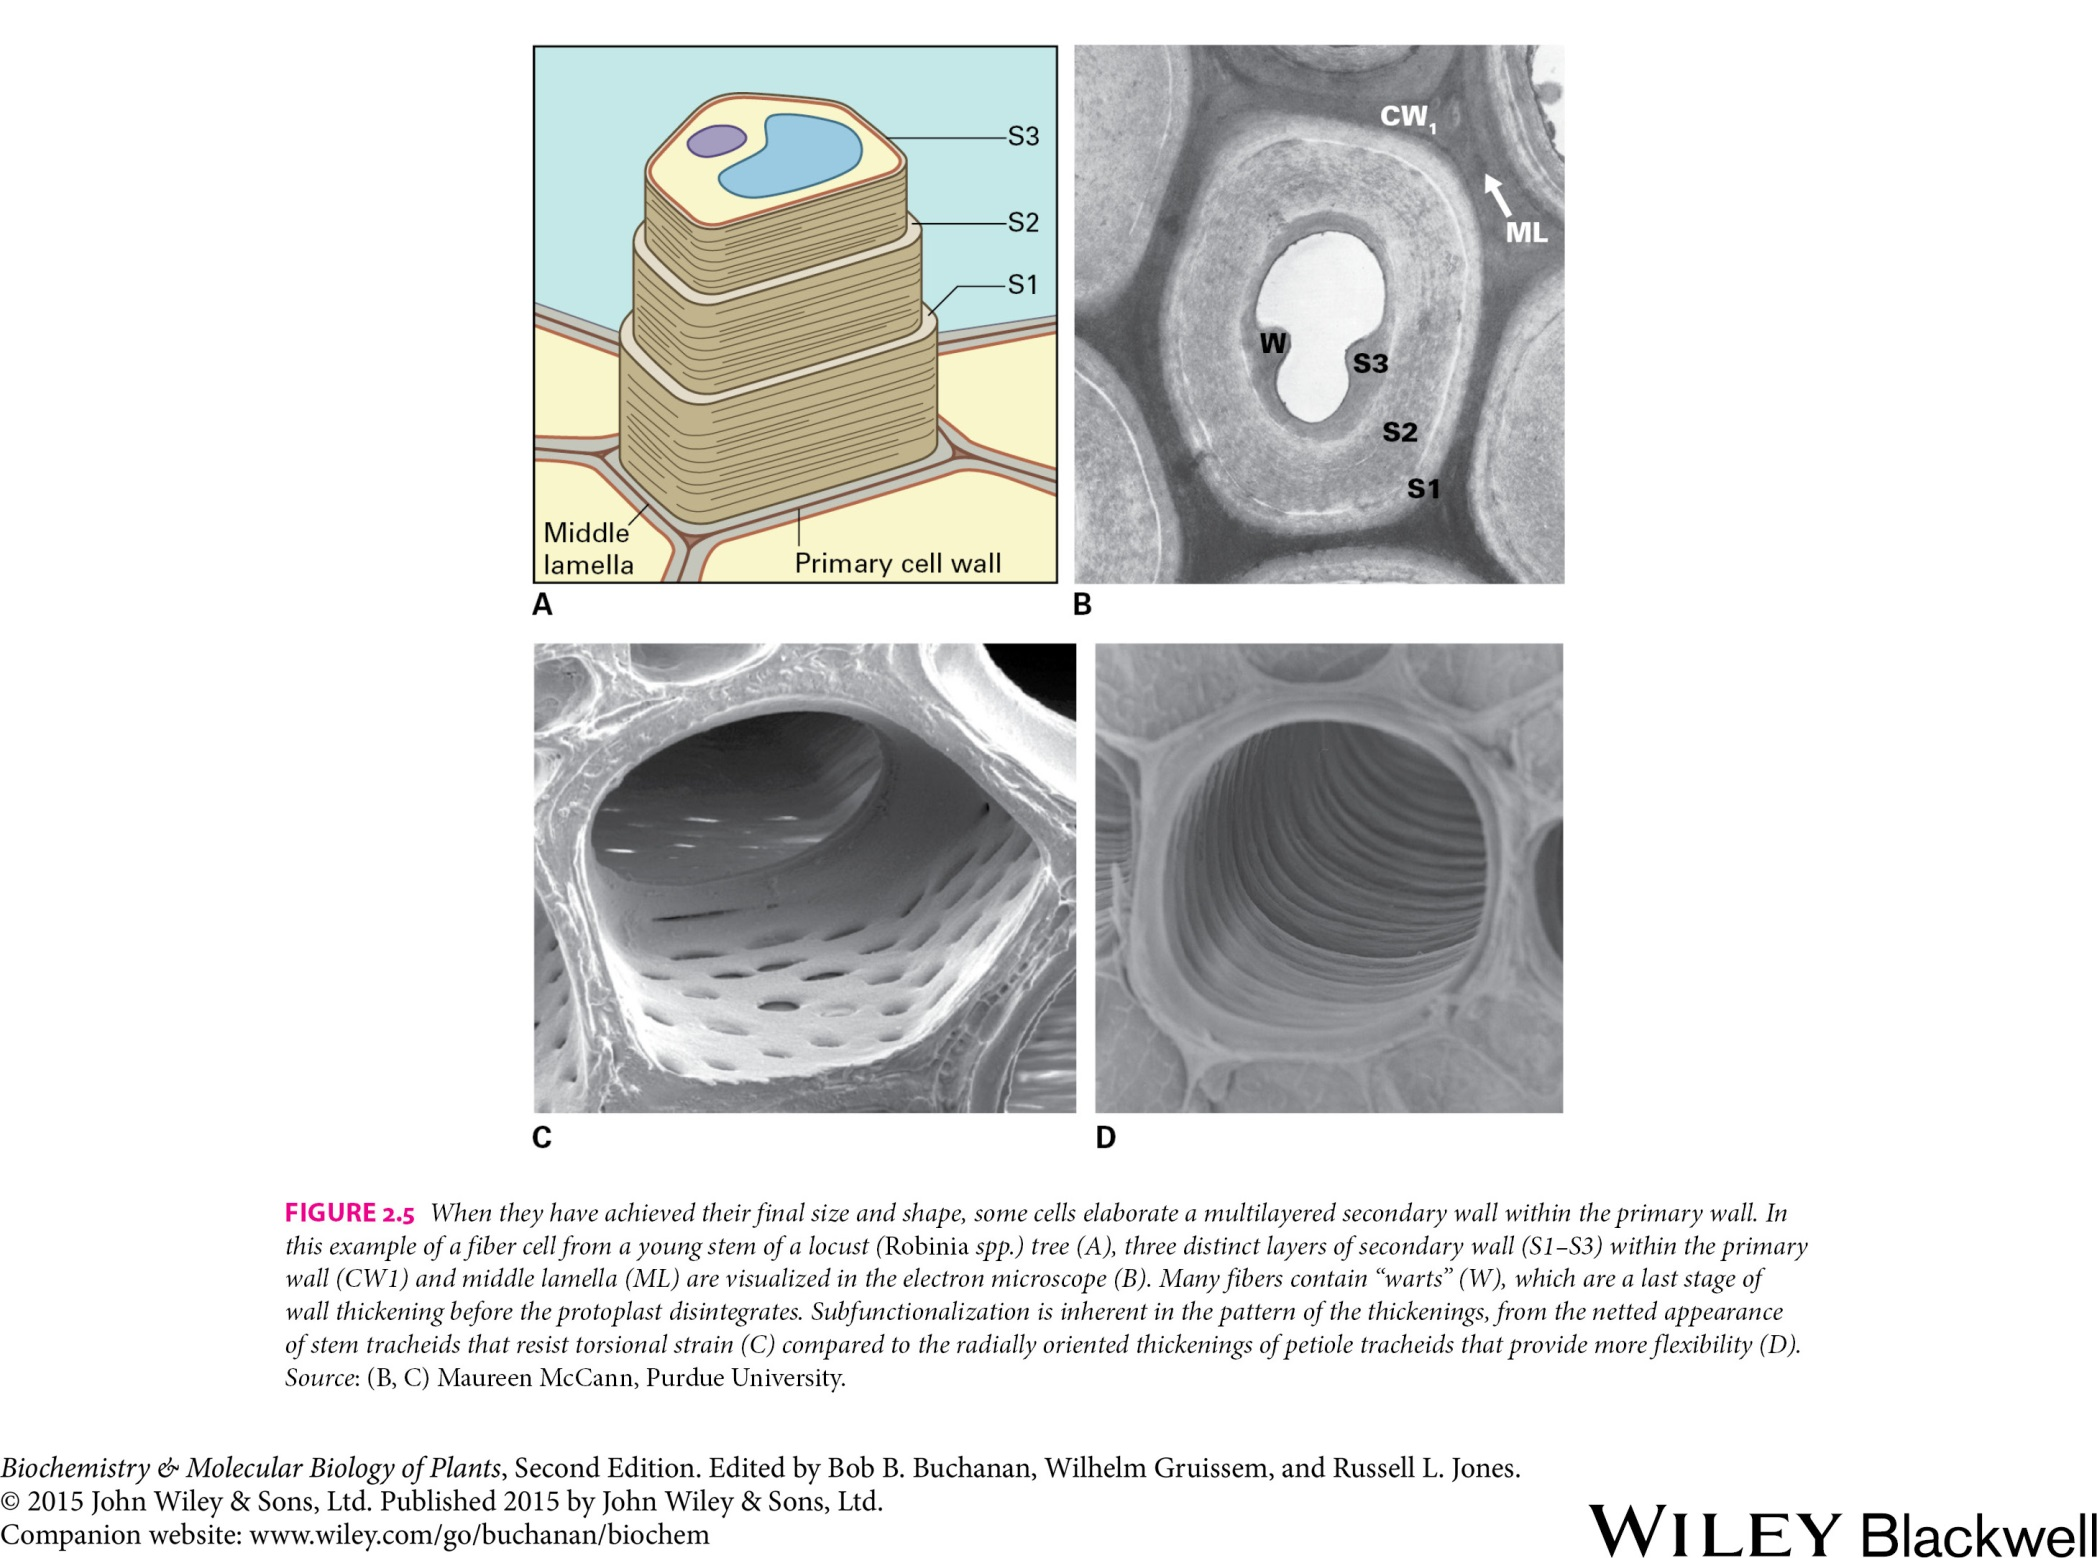 S3
S2
S1
Middle
lamella
Primary cell wall
A
CW1
ML
W
S3
S2
S1
B
C
D
FIGURE 2.5 When they have achieved their final size and shape, some cells elaborate a multilayered secondary wall within the primary wall. In
this example of a fiber cell from a young stem of a locust (Robinia spp.) tree (A), three distinct layers of secondary wall (S1–S3) within the primary
wall (CW1) and middle lamella (ML) are visualized in the electron microscope (B). Many fibers contain “warts” (W), which are a last stage of
wall thickening before the protoplast disintegrates. Subfunctionalization is inherent in the pattern of the thickenings, from the netted appearance
of stem tracheids that resist torsional strain (C) compared to the radially oriented thickenings of petiole tracheids that provide more flexibility (D).
Source: (B, C) Maureen McCann, Purdue University.
Biochemistry & Molecular Biology of Plants, Second Edition. Edited by Bob B. Buchanan, Wilhelm Gruissem, and Russell L. Jones.
© 2015 John Wiley & Sons, Ltd. Published 2015 by John Wiley & Sons, Ltd.
Companion website: www.wiley.com/go/buchanan/biochem
WILEY Blackwell